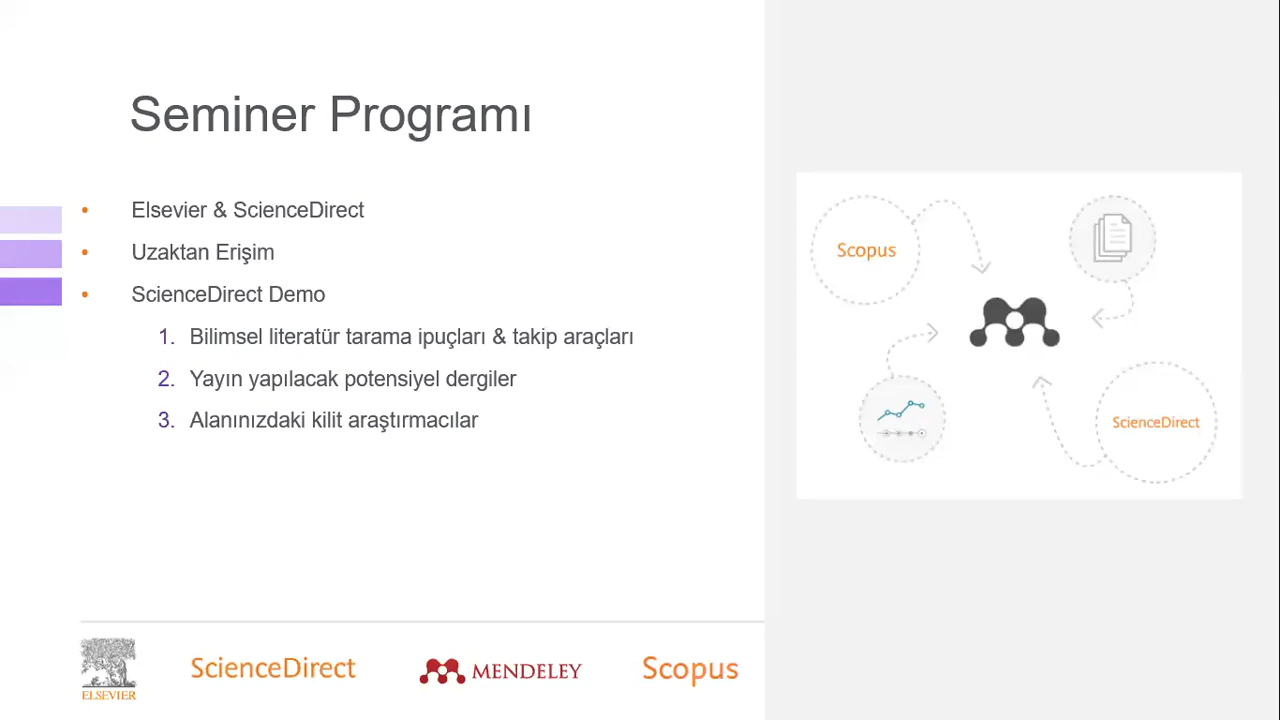 Seminer Programı
• Elsevier & ScienceDirect
• Uzaktan Erişim
• ScienceDirect Demo
1. Bilimsel literatür tarama ipuçları & takip araçları
2. Yayın yapılacak potensiyel dergiler
3. Alanınızdaki kilit araştırmacılar
Scopus
ScienceDirect
ELSEVIER
ScienceDirect
MENDELEY
Scopus